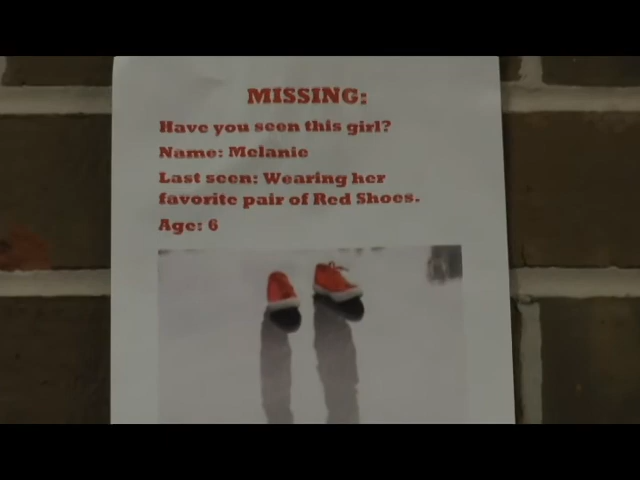 MISSING:
Have you seen this girl?
Name: Melanie
Last seen: Wearing her
favorite pair of Red Shoes.
Age: 6